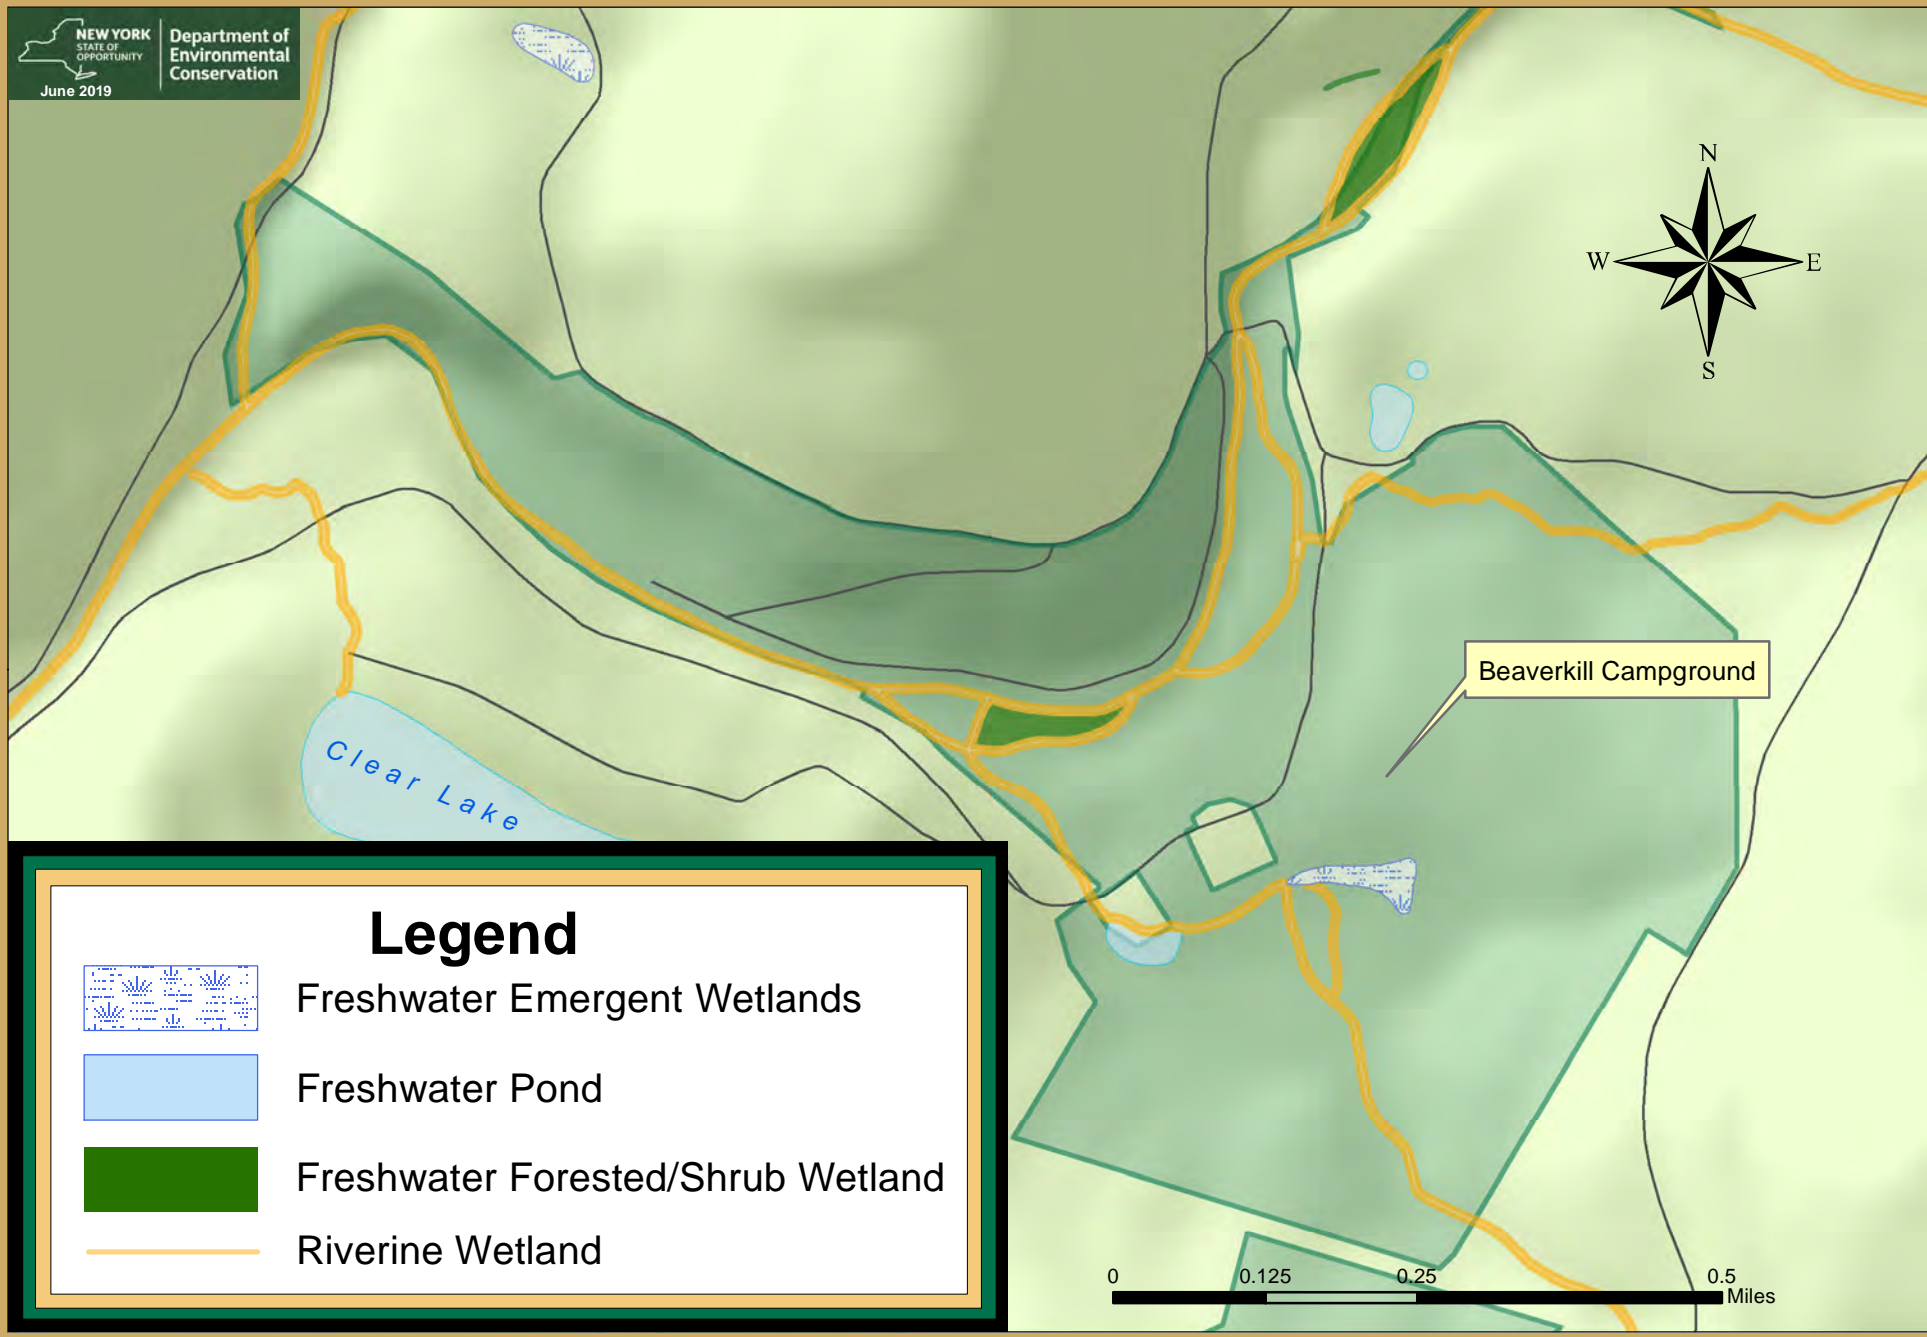 NEW YORK
STATE OF
OPPORTUNITY
Department of
Environmental
Conservation
June 2019
N
W
E
S
Beaverkill Campground
Clear Lake
Legend
Freshwater Emergent Wetlands
Freshwater Pond
Freshwater Forested/Shrub Wetland
Riverine Wetland
0 0.125 0.25 0.5
Miles